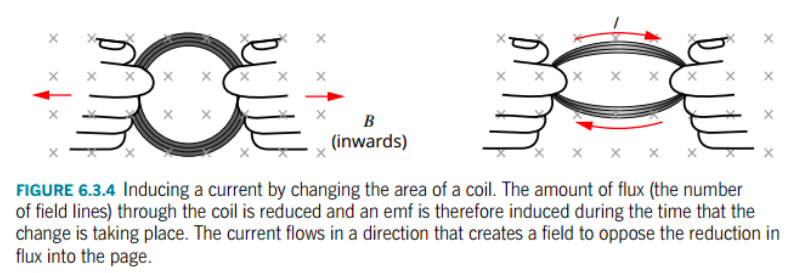 I
B
(inwards)
FIGURE 6.3.4 Inducing a current by changing the area of a coil. The amount of flux (the number
of field lines) through the coil is reduced and an emf is therefore induced during the time that the
change is taking place. The current flows in a direction that creates a field to oppose the reduction in
flux into the page.